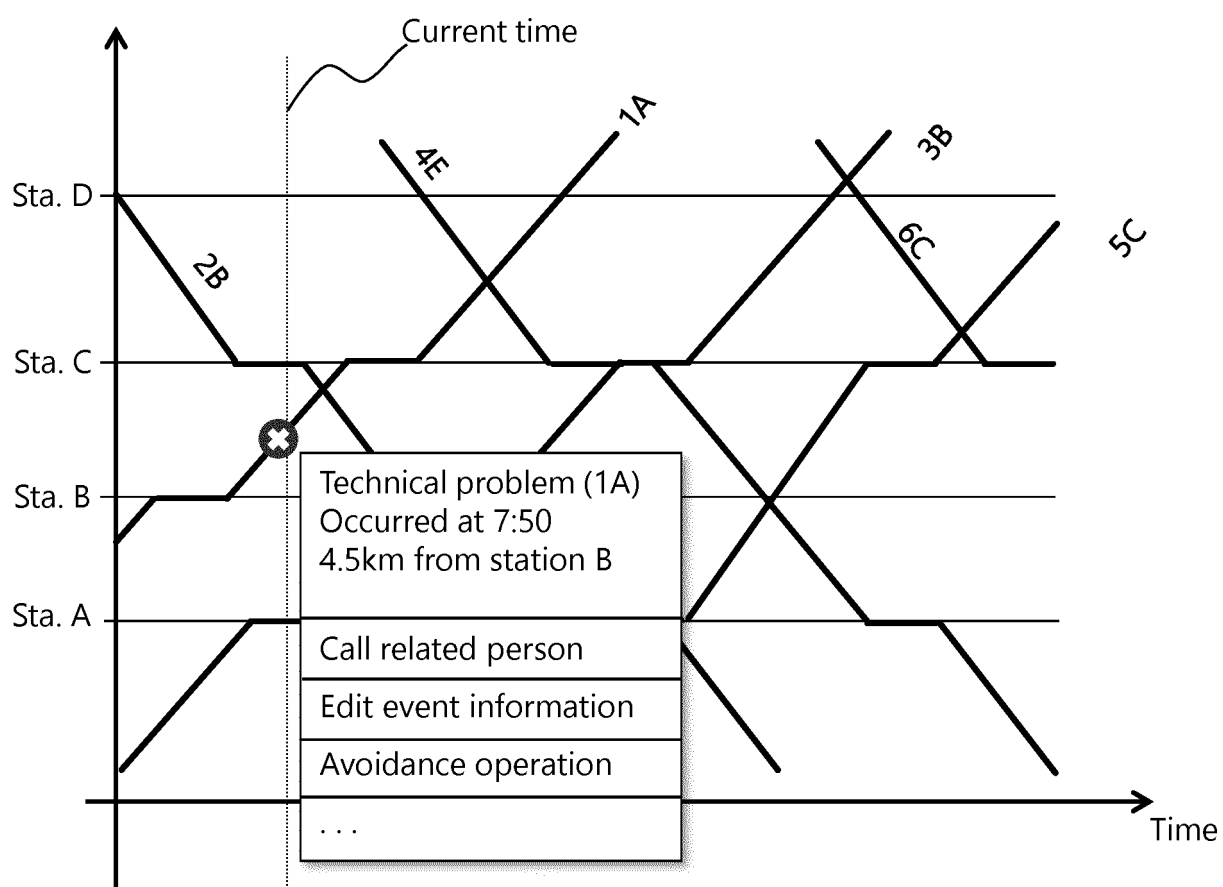 Current time
1A
4E
3B
Sta. D
2B
6C
5C
Sta. C
Technical problem (1A)
Occurred at 7:50
4.5km from station B
Sta. B
Sta. A
Call related person
Edit event information
Avoidance operation
. . .
Time